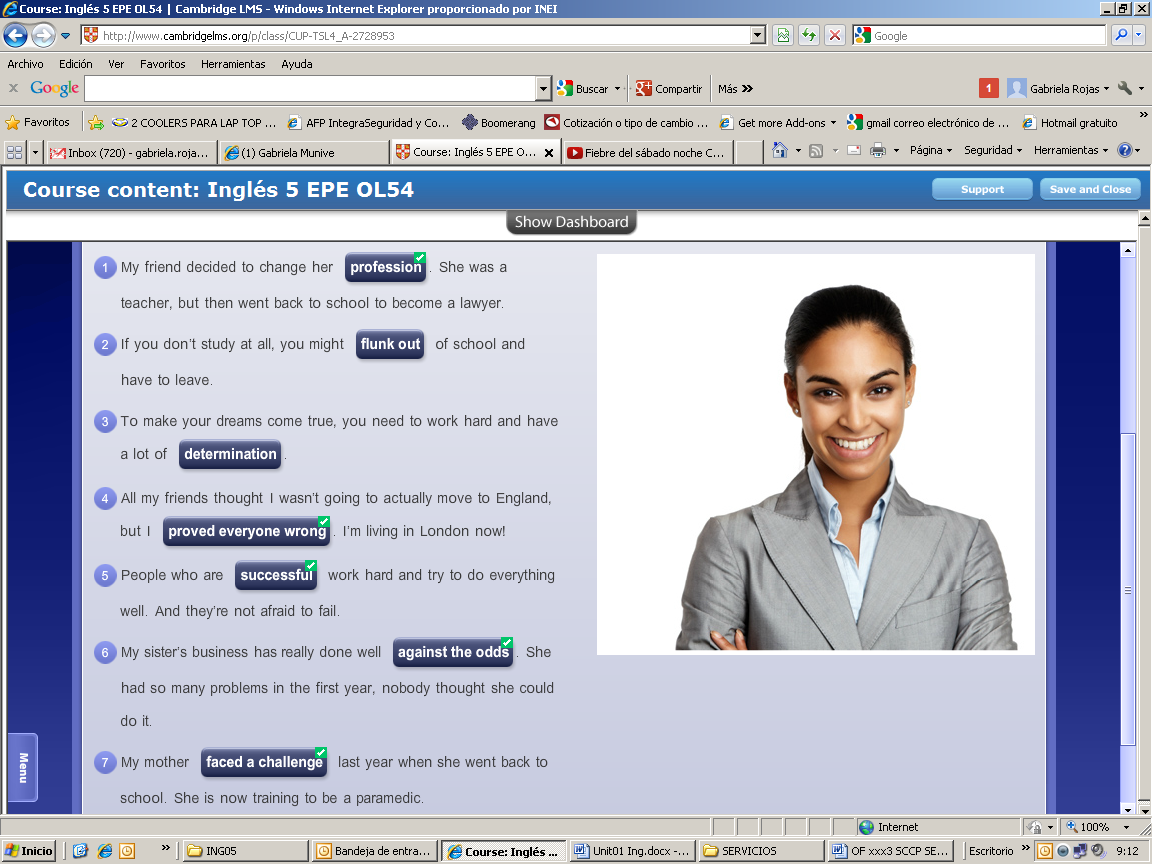 Course: Inglés 5 EPE OL54 | Cambridge LMS - Windows Internet Explorer proporcionado por INEI
http://www.cambridgelms.org/p/class/CUP-TSL4_A-2728953
Google
Archivo Edición Ver Favoritos Herramientas Ayuda
x Google Buscar Compartir Más »
1 Gabriela Rojas
Favoritos 2 COOLERS PARA LAP TOP ... AFP IntegraSeguridad y Co... Boomerang Cotización o tipo de cambio ... Get more Add-ons gmail correo electrónico de ... Hotmail gratuito »
Inbox (720) - gabriela.roja... (1) Gabriela Munive Course: Inglés 5 EPE O... x Fiebre del sábado noche C... Página Seguridad Herramientas
Course content: Inglés 5 EPE OL54 Support Save and Close
Show Dashboard
1 My friend decided to change her profession . She was a
teacher, but then went back to school to become a lawyer.
2 If you don't study at all, you might flunk out of school and
have to leave.
3 To make your dreams come true, you need to work hard and have
a lot of determination .
4 All my friends thought I wasn't going to actually move to England,
but I proved everyone wrong . I'm living in London now!
5 People who are successful work hard and try to do everything
well. And they're not afraid to fail.
6 My sister's business has really done well against the odds . She
had so many problems in the first year, nobody thought she could
do it.
7 My mother faced a challenge last year when she went back to
school. She is now training to be a paramedic.
Menu
Internet 100%
Inicio » ING05 Bandeja de entra... Course: Inglés ... Unit01 Ing.docx -... SERVICIOS OF xxx3 SCCP SE... Escritorio » 9:12